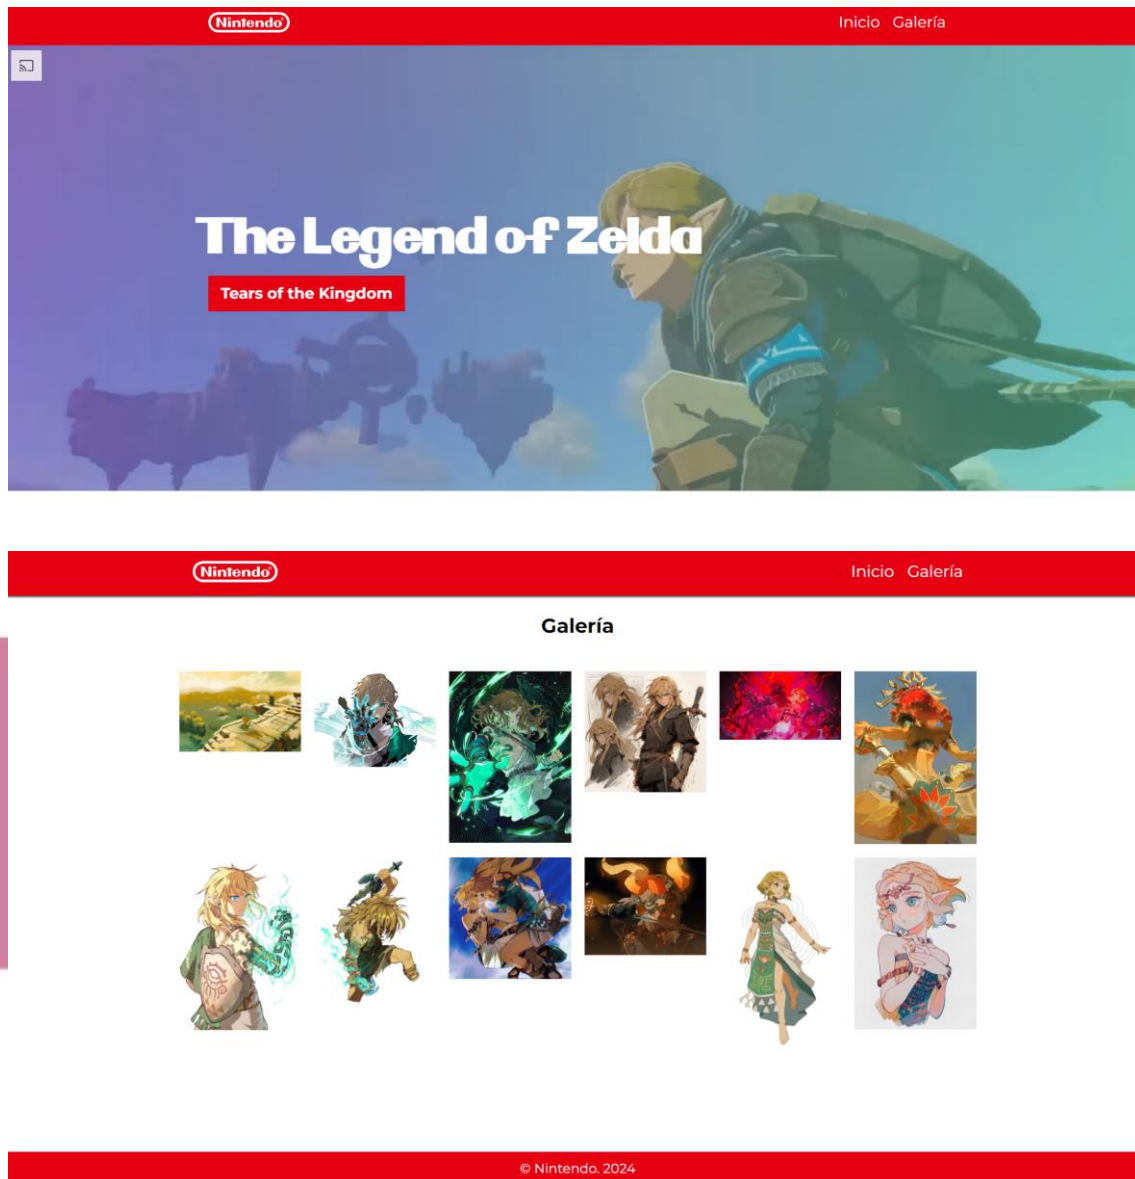 Nintendo
Inicio Galería
The Legend of Zelda
Tears of the Kingdom
Nintendo
Inicio Galería
Galería
© Nintendo. 2024